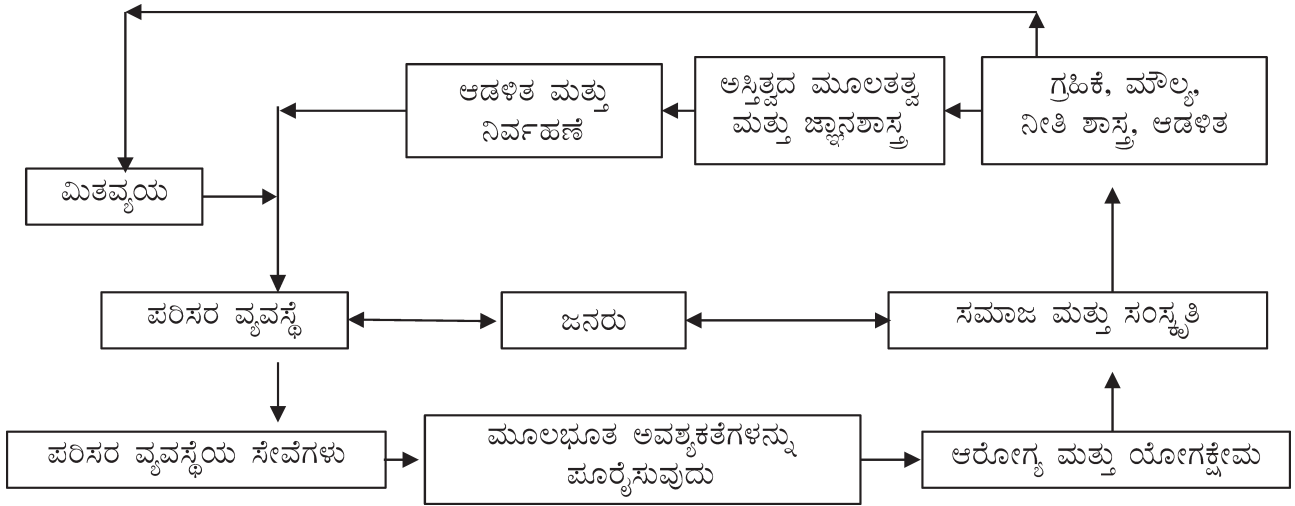 ಆಡಳಿತ ಮತ್ತು
ನಿರ್ವಹಣೆ
ಅಸ್ತಿತ್ವದ ಮೂಲತತ್ವ
ಮತ್ತು ಜ್ಞಾನಶಾಸ್ತ್ರ
ಗ್ರಹಿಕೆ, ಮೌಲ್ಯ,
ನೀತಿ ಶಾಸ್ತ್ರ, ಆಡಳಿತ
ಮಿತವ್ಯಯ
ಪರಿಸರ ವ್ಯವಸ್ಥೆ
ಜನರು
ಸಮಾಜ ಮತ್ತು ಸಂಸ್ಕೃತಿ
ಪರಿಸರ ವ್ಯವಸ್ಥೆಯ ಸೇವೆಗಳು
ಮೂಲಭೂತ ಅವಶ್ಯಕತೆಗಳನ್ನು
ಪೂರೈಸುವುದು
ಆರೋಗ್ಯ ಮತ್ತು ಯೋಗಕ್ಷೇಮ